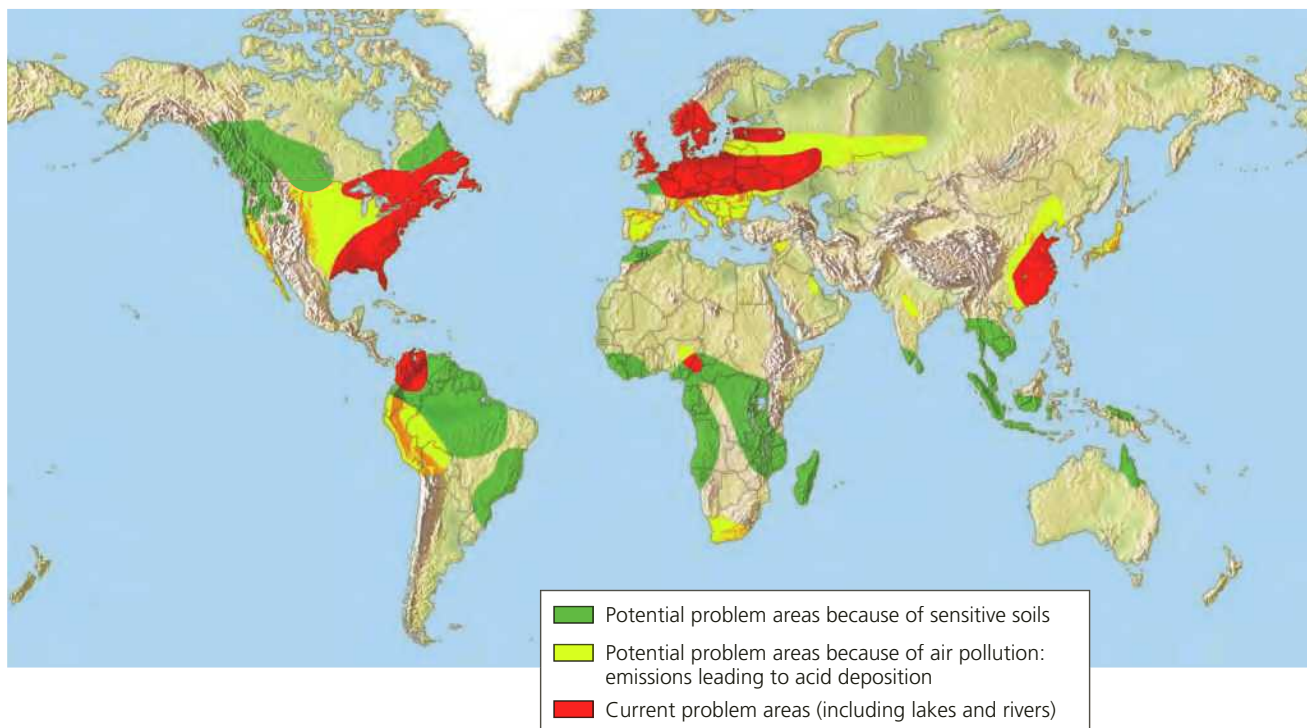 Potential problem areas because of sensitive soils
Potential problem areas because of air pollution:
emissions leading to acid deposition
Current problem areas (including lakes and rivers)